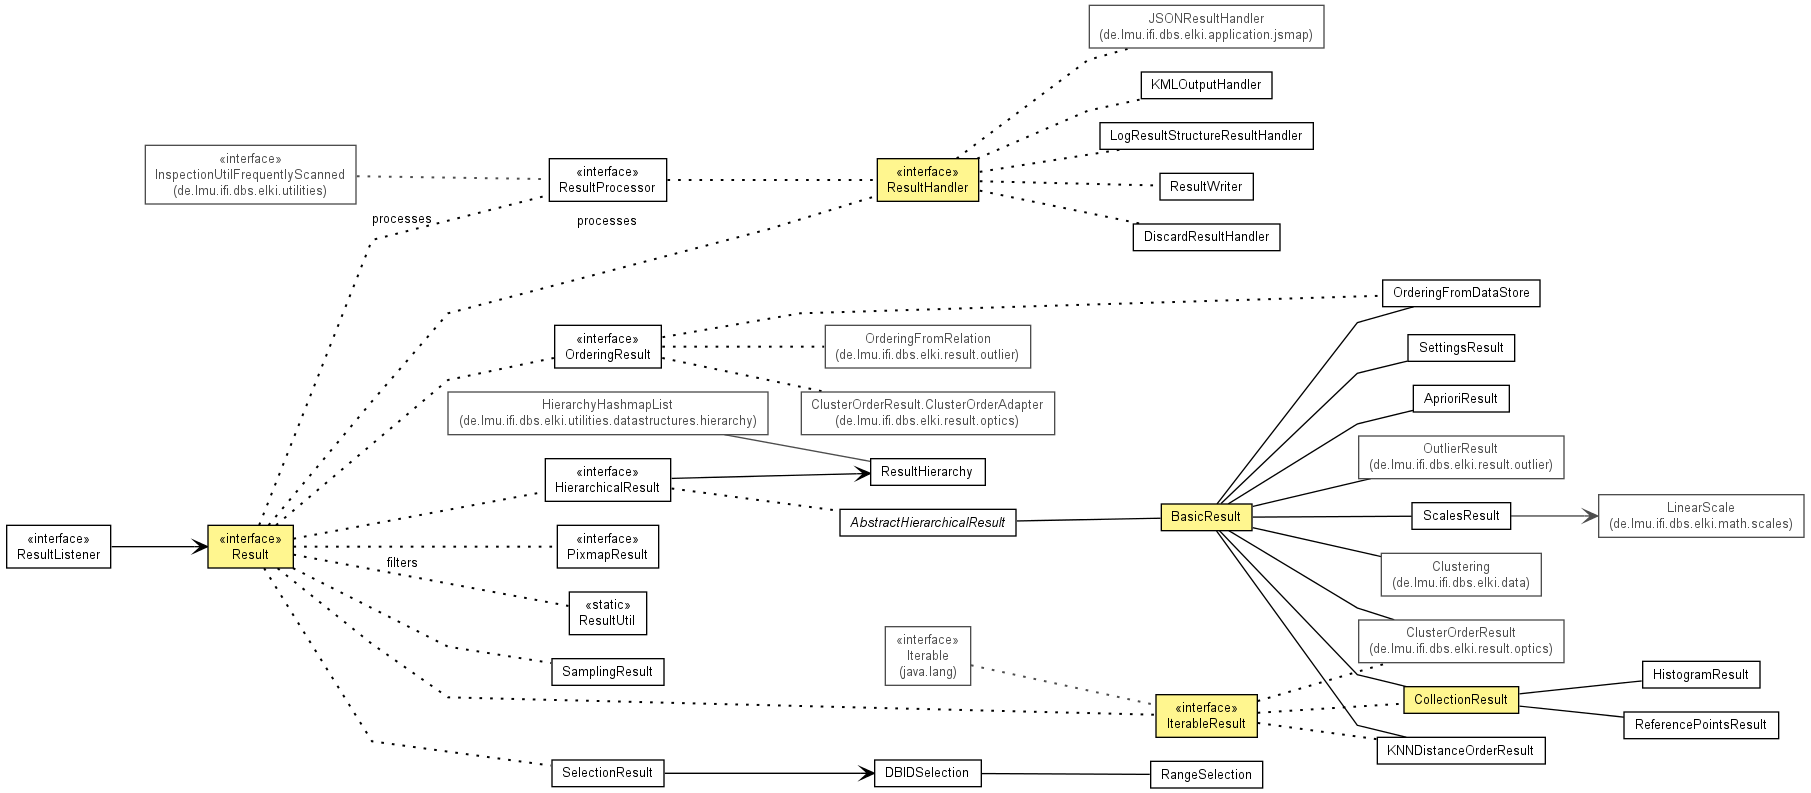 JSONResultHandler
(de.lmu.ifi.dbs.elki.application.jsmap)
KMLOutputHandler
LogResultStructureResultHandler
«interface»
InspectionUtilFrequentlyScanned
(de.lmu.ifi.dbs.elki.utilities)
«interface»
ResultProcessor
«interface»
ResultHandler
ResultWriter
processes
processes
DiscardResultHandler
OrderingFromDataStore
«interface»
OrderingResult
OrderingFromRelation
(de.lmu.ifi.dbs.elki.result.outlier)
SettingsResult
HierarchyHashmapList
(de.lmu.ifi.dbs.elki.utilities.datastructures.hierarchy)
ClusterOrderResult.ClusterOrderAdapter
(de.lmu.ifi.dbs.elki.result.optics)
AprioriResult
OutlierResult
(de.lmu.ifi.dbs.elki.result.outlier)
«interface»
HierarchicalResult
ResultHierarchy
AbstractHierarchicalResult
BasicResult
ScalesResult
LinearScale
(de.lmu.ifi.dbs.elki.math.scales)
«interface»
ResultListener
«interface»
Result
«interface»
PixmapResult
filters
Clustering
(de.lmu.ifi.dbs.elki.data)
«static»
ResultUtil
«interface»
Iterable
(java.lang)
ClusterOrderResult
(de.lmu.ifi.dbs.elki.result.optics)
SamplingResult
HistogramResult
«interface»
IterableResult
CollectionResult
ReferencePointsResult
KNNDistanceOrderResult
SelectionResult
DBIDSelection
RangeSelection